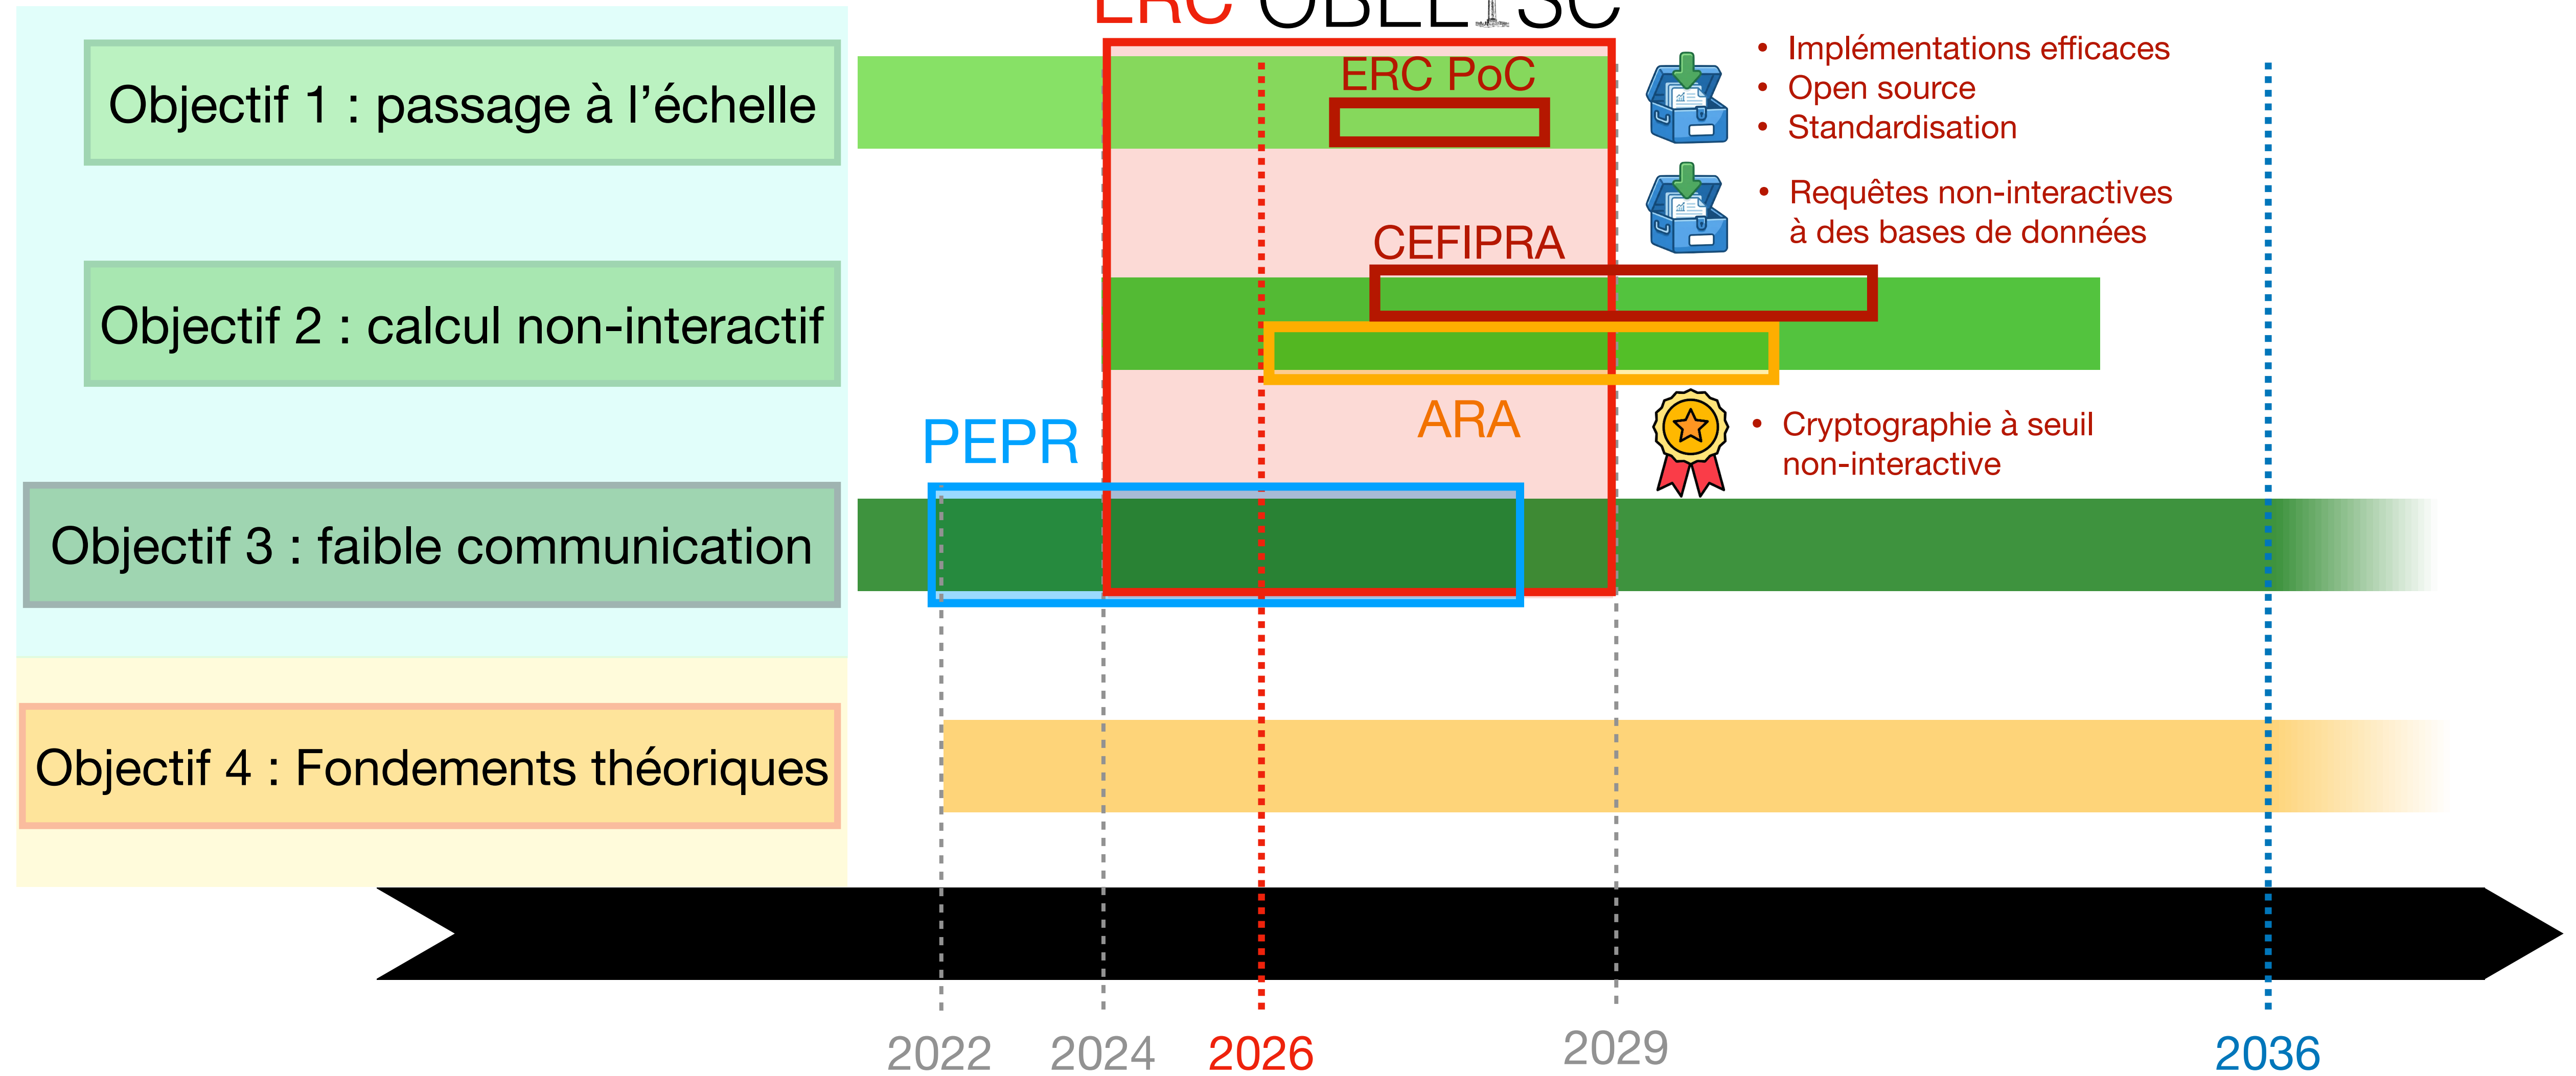 ERC OBELiSC
Objectif 1 : passage à l’échelle
ERC PoC
• Implémentations efficaces
• Open source
• Standardisation
• Requêtes non-interactives
à des bases de données
CEFIPRA
Objectif 2 : calcul non-interactif
ARA
• Cryptographie à seuil
non-interactive
PEPR
Objectif 3 : faible communication
Objectif 4 : Fondements théoriques
2022 2024 2026 2029 2036